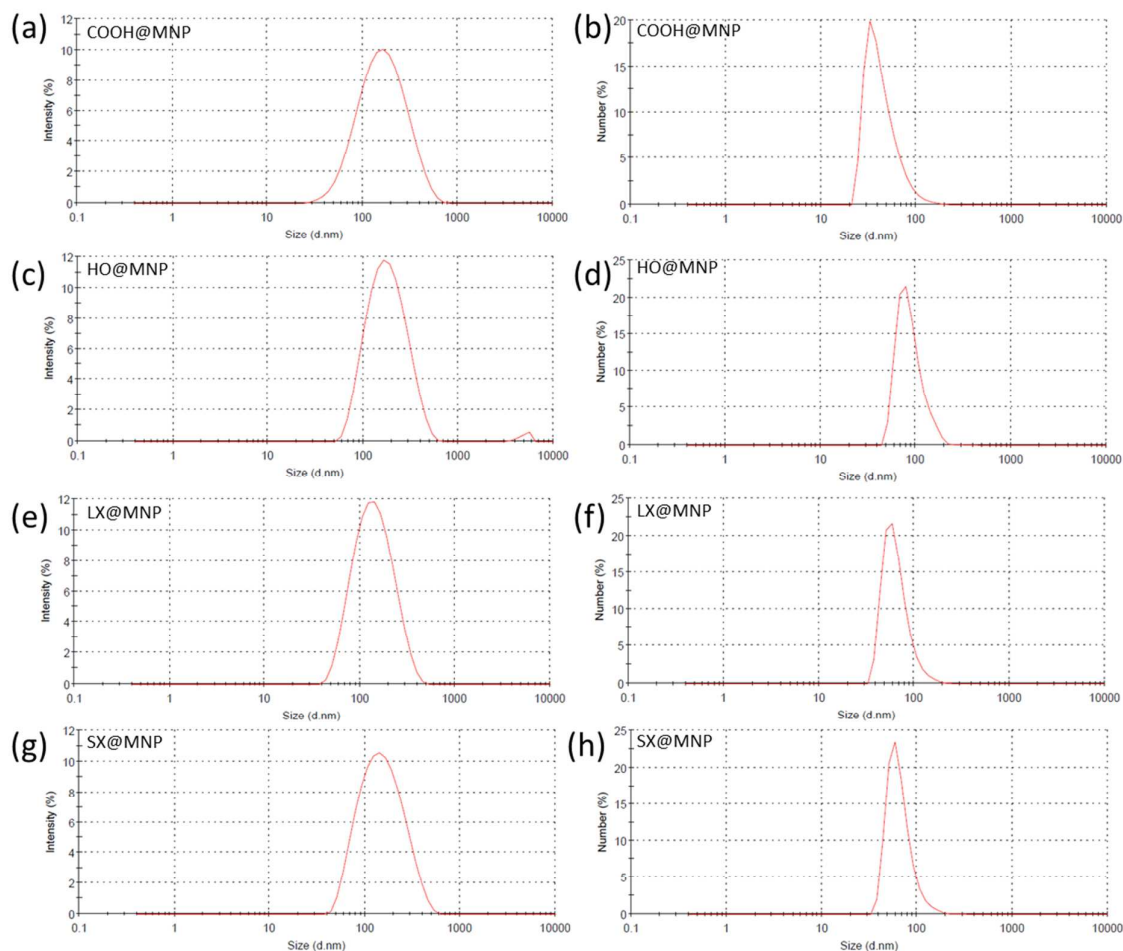 (a)
COOH@MNP
12
10
8
6
4
2
0
Intensity (%)
0.1 1 10 100 1000 10000
Size (d.nm)
(b)
COOH@MNP
20
15
10
5
0
Number (%)
0.1 1 10 100 1000 10000
Size (d.nm)
(c)
HO@MNP
12
10
8
6
4
2
0
Intensity (%)
0.1 1 10 100 1000 10000
Size (d.nm)
(d)
HO@MNP
25
20
15
10
5
0
Number (%)
0.1 1 10 100 1000 10000
Size (d.nm)
(e)
LX@MNP
12
10
8
6
4
2
0
Intensity (%)
0.1 1 10 100 1000 10000
Size (d.nm)
(f)
LX@MNP
25
20
15
10
5
0
Number (%)
0.1 1 10 100 1000 10000
Size (d.nm)
(g)
SX@MNP
12
10
8
6
4
2
0
Intensity (%)
0.1 1 10 100 1000 10000
Size (d.nm)
(h)
SX@MNP
25
20
15
10
5
0
Number (%)
0.1 1 10 100 1000 10000
Size (d.nm)